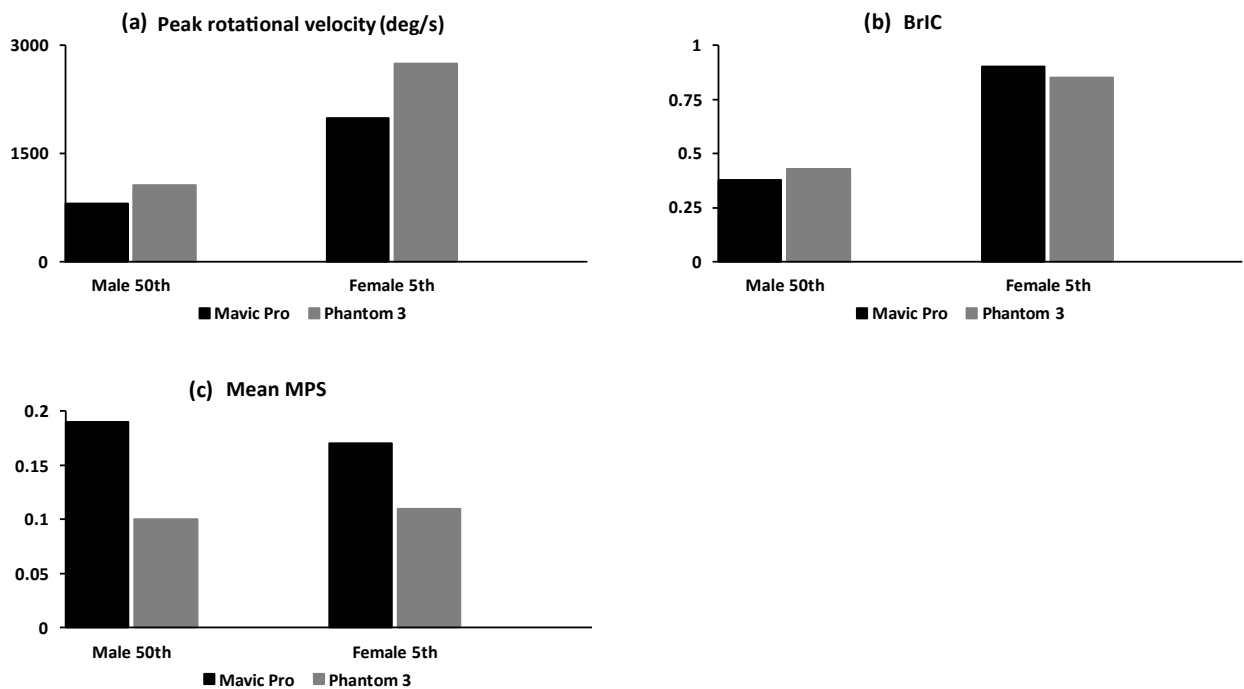 (a) Peak rotational velocity (deg/s)
3000
1500
0
Male 50th Female 5th
Mavic Pro Phantom 3
(b) BrIC
1
0.75
0.5
0.25
0
Male 50th Female 5th
Mavic Pro Phantom 3
(c) Mean MPS
0.2
0.15
0.1
0.05
0
Male 50th Female 5th
Mavic Pro Phantom 3